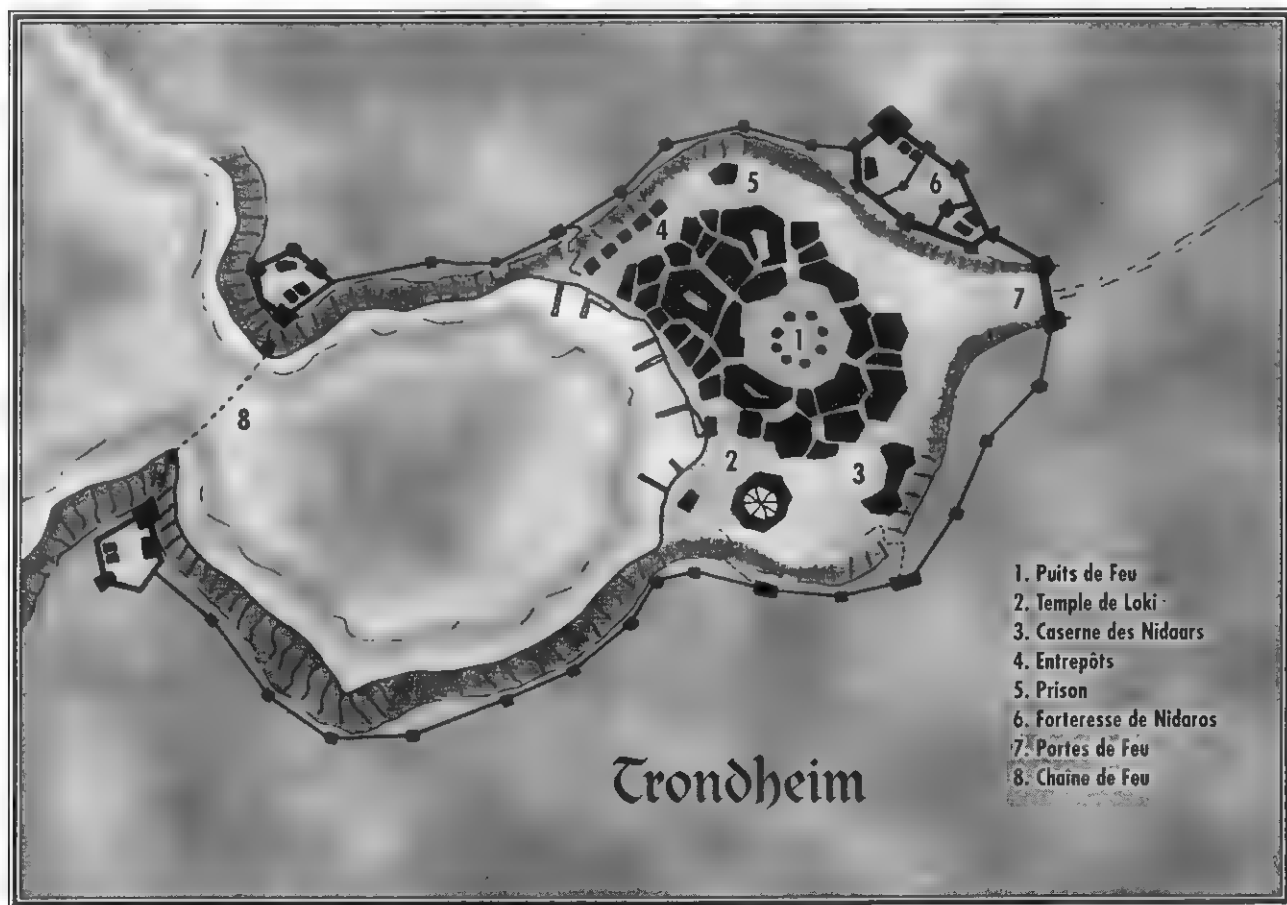 5
6
4
7
1
8
2
3
1. Puits de Feu
2. Temple de Loki
3. Caserne des Nidaars
4. Entrepôts
5. Prison
6. Forteresse de Nidaros
7. Portes de Feu
8. Chaîne de Feu
Trondheim